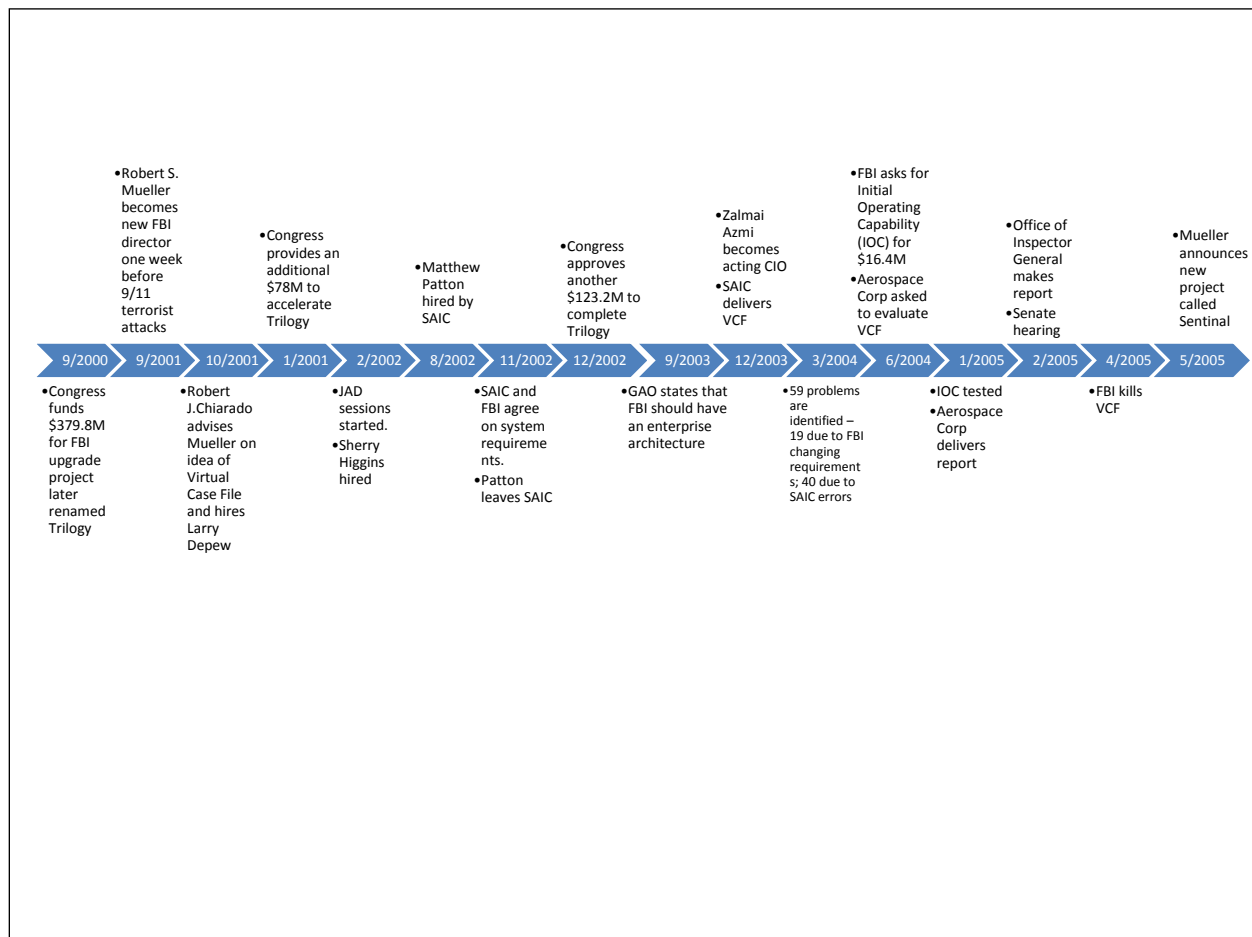 •Robert S.
Mueller
becomes
new FBI
director
one week
before
9/11
terrorist
attacks
•Congress
provides an
additional
$78M to
accelerate
Trilogy
•Matthew
Patton
hired by
SAIC
•Congress
approves
another
$123.2M to
complete
Trilogy
•Zalmai
Azmi
becomes
acting CIO
•SAIC
delivers
VCF
•FBI asks for
Initial
Operating
Capability
(IOC) for
$16.4M
•Aerospace
Corp asked
to evaluate
VCF
•Office of
Inspector
General
makes
report
•Senate
hearing
•Mueller
announces
new
project
called
Sentinal
9/2000 9/2001 10/2001 1/2001 2/2002 8/2002 11/2002 12/2002 9/2003 12/2003 3/2004 6/2004 1/2005 2/2005 4/2005 5/2005
•Congress
funds
$379.8M
for FBI
upgrade
project
later
renamed
Trilogy
•Robert
J.Chiarado
advises
Mueller on
idea of
Virtual
Case File
and hires
Larry
Depew
•JAD
sessions
started.
•Sherry
Higgins
hired
•SAIC and
FBI agree
on system
requireme
nts.
•Patton
leaves SAIC
•GAO states that
FBI should have
an enterprise
architecture
•59 problems
are
identified –
19 due to FBI
changing
requirement
s; 40 due to
SAIC errors
•IOC tested
•Aerospace
Corp
delivers
report
•FBI kills
VCF